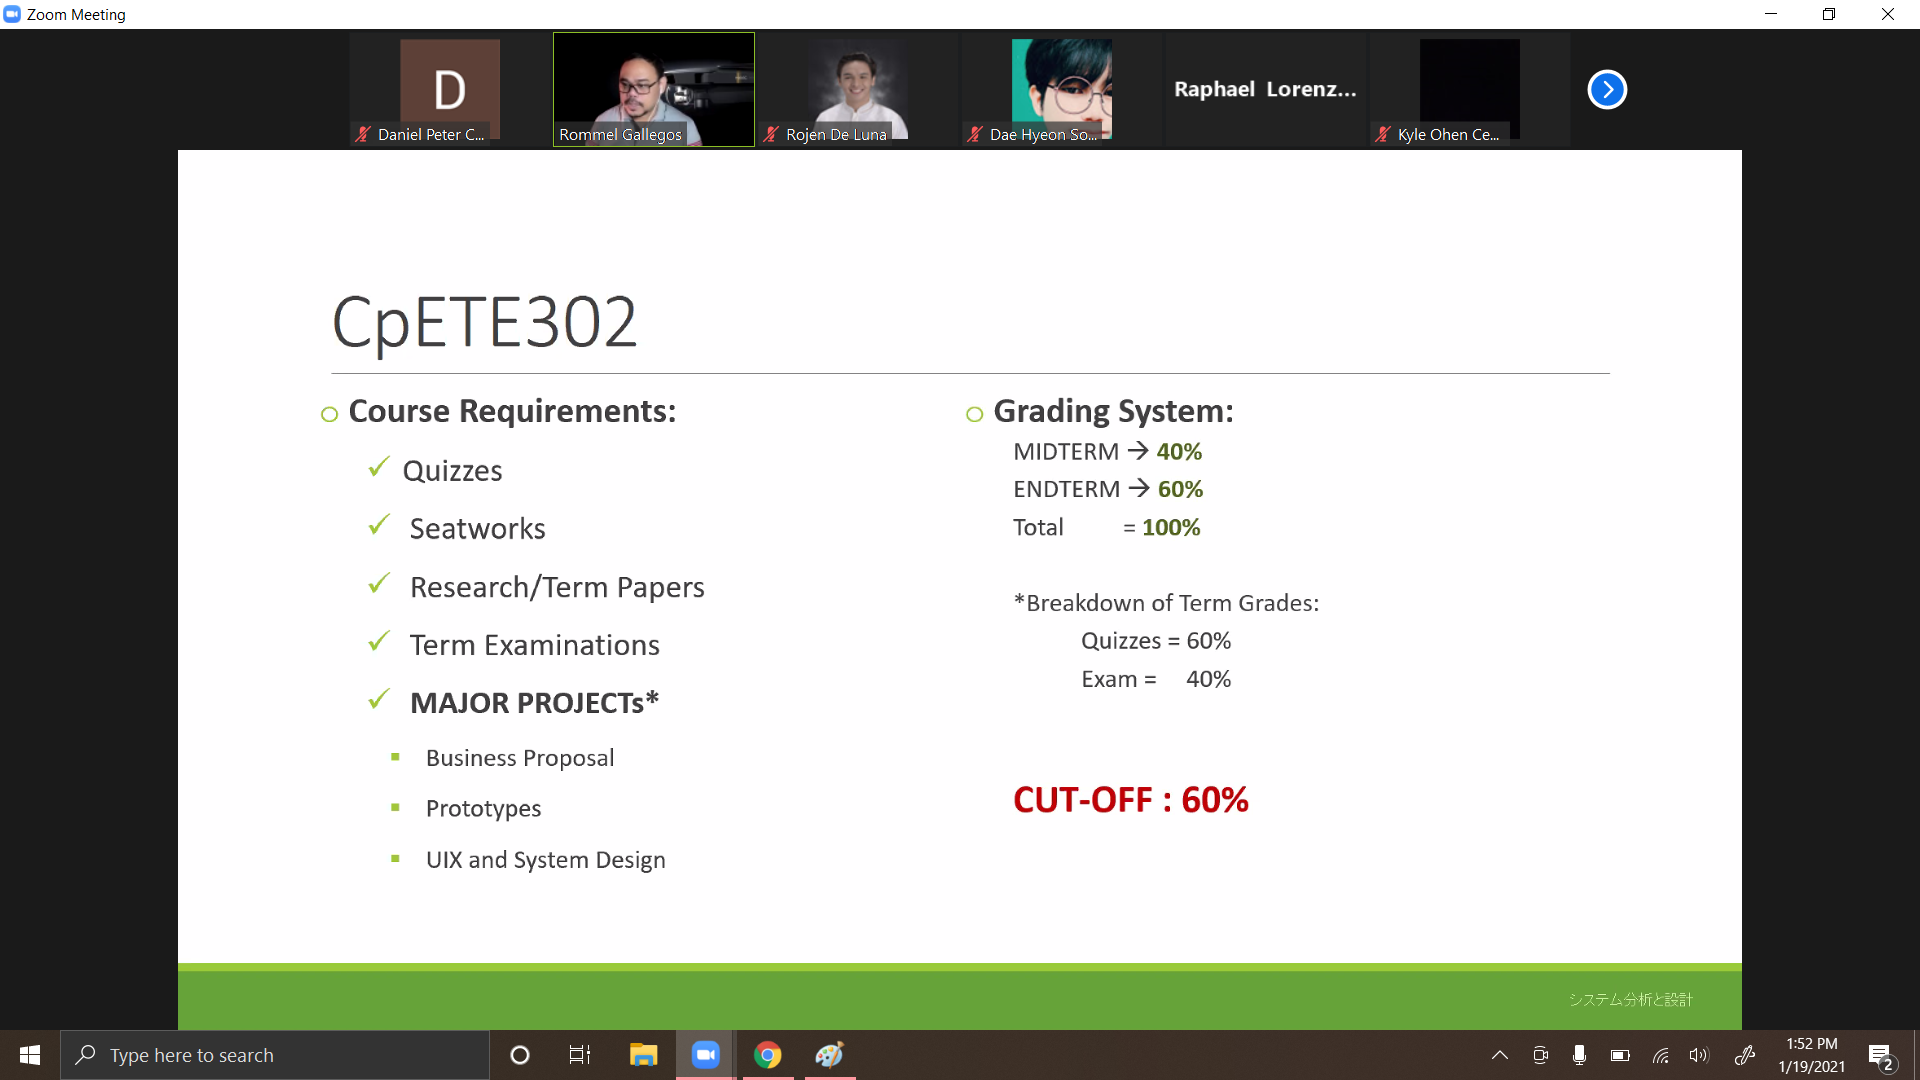 Zoom Meeting
D
Daniel Peter C...
Rommel Gallegos
Rojen De Luna
Dae Hyeon So...
Raphael Lorenz...
Kyle Ohen Ce...
CpETE302
Course Requirements:
Quizzes
Seatworks
Research/Term Papers
Term Examinations
MAJOR PROJECTs*
Business Proposal
Prototypes
UIX and System Design
Grading System:
MIDTERM → 40%
ENDTERM → 60%
Total = 100%
*Breakdown of Term Grades:
Quizzes = 60%
Exam = 40%
CUT-OFF : 60%
システム分析と設計
Type here to search
1:52 PM
1/19/2021
2